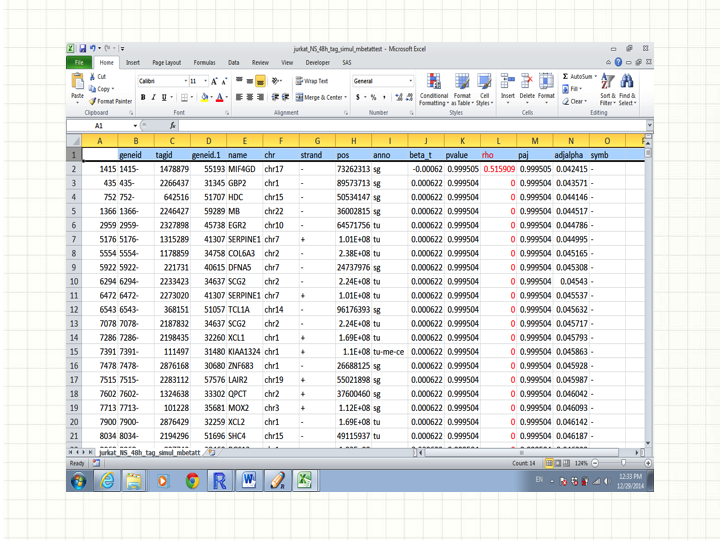 jurkat_NS_48h_tag_simul_mbetattest - Microsoft Excel
File Home Insert Page Layout Formulas Data Review View Developer SAS
Cut
Copy
Format Painter
Paste
Clipboard
Calibri 11
B I U
Font
Wrap Text
Merge & Center
Alignment
General
$ % ,
Number
Conditional Formatting
Format as Table
Cell Styles
Styles
Insert Delete Format
Cells
Σ AutoSum
Fill
Clear
Sort & Filter
Find & Select
Editing
A1 fx
A B C D E F G H I J K L M N O
1 geneid tagid geneid.1 name chr strand pos anno beta_t pvalue rho paj adjalpha symb
2 1415 1415- 1478879 55193 MIF4GD chr17 - 73262313 sg -0.00062 0.999505 0.515909 0.999505 0.042415 -
3 435 435- 2266437 31345 GBP2 chr1 - 89573713 sg 0.000622 0.999504 0 0.999504 0.043571 -
4 752 752- 642516 51707 HDC chr15 - 50534147 sg 0.000622 0.999504 0 0.999504 0.044146 -
5 1366 1366- 2246427 59289 MB chr22 - 36002815 sg 0.000622 0.999504 0 0.999504 0.044517 -
6 2959 2959- 2327898 45738 EGR2 chr10 - 64571756 tu 0.000622 0.999504 0 0.999504 0.044786 -
7 5176 5176- 1315289 41307 SERPINE1 chr7 + 1.01E+08 tu 0.000622 0.999504 0 0.999504 0.044995 -
8 5554 5554- 1178859 34758 COL6A3 chr2 - 2.38E+08 tu 0.000622 0.999504 0 0.999504 0.045165 -
9 5922 5922- 221731 40615 DFNA5 chr7 - 24737976 sg 0.000622 0.999504 0 0.999504 0.045308 -
10 6294 6294- 2233423 34637 SCG2 chr2 - 2.24E+08 tu 0.000622 0.999504 0 0.999504 0.04543 -
11 6472 6472- 2273020 41307 SERPINE1 chr7 + 1.01E+08 tu 0.000622 0.999504 0 0.999504 0.045537 -
12 6543 6543- 368151 51057 TCL1A chr14 - 96176393 sg 0.000622 0.999504 0 0.999504 0.045632 -
13 7078 7078- 2187832 34637 SCG2 chr2 - 2.24E+08 tu 0.000622 0.999504 0 0.999504 0.045717 -
14 7286 7286- 2198435 32260 XCL1 chr1 + 1.69E+08 tu 0.000622 0.999504 0 0.999504 0.045793 -
15 7391 7391- 111497 31480 KIAA1324 chr1 + 1.1E+08 tu-me-ce 0.000622 0.999504 0 0.999504 0.045863 -
16 7478 7478- 2876168 30680 ZNF683 chr1 - 26688125 sg 0.000622 0.999504 0 0.999504 0.045928 -
17 7515 7515- 2283112 57576 LAIR2 chr19 + 55021898 sg 0.000622 0.999504 0 0.999504 0.045987 -
18 7602 7602- 1324638 33302 QPCT chr2 + 37600460 sg 0.000622 0.999504 0 0.999504 0.046042 -
19 7713 7713- 101228 35681 MOX2 chr3 + 1.12E+08 sg 0.000622 0.999504 0 0.999504 0.046093 -
20 7900 7900- 2876429 32259 XCL2 chr1 - 1.69E+08 tu 0.000622 0.999504 0 0.999504 0.046142 -
21 8034 8034- 2194296 51696 SHC4 chr15 - 49115937 tu 0.000622 0.999504 0 0.999504 0.046187 -
jurkat_NS_48h_tag_simul_mbetatt
Ready Count: 14 124%
EN 12:33 PM
12/29/2014